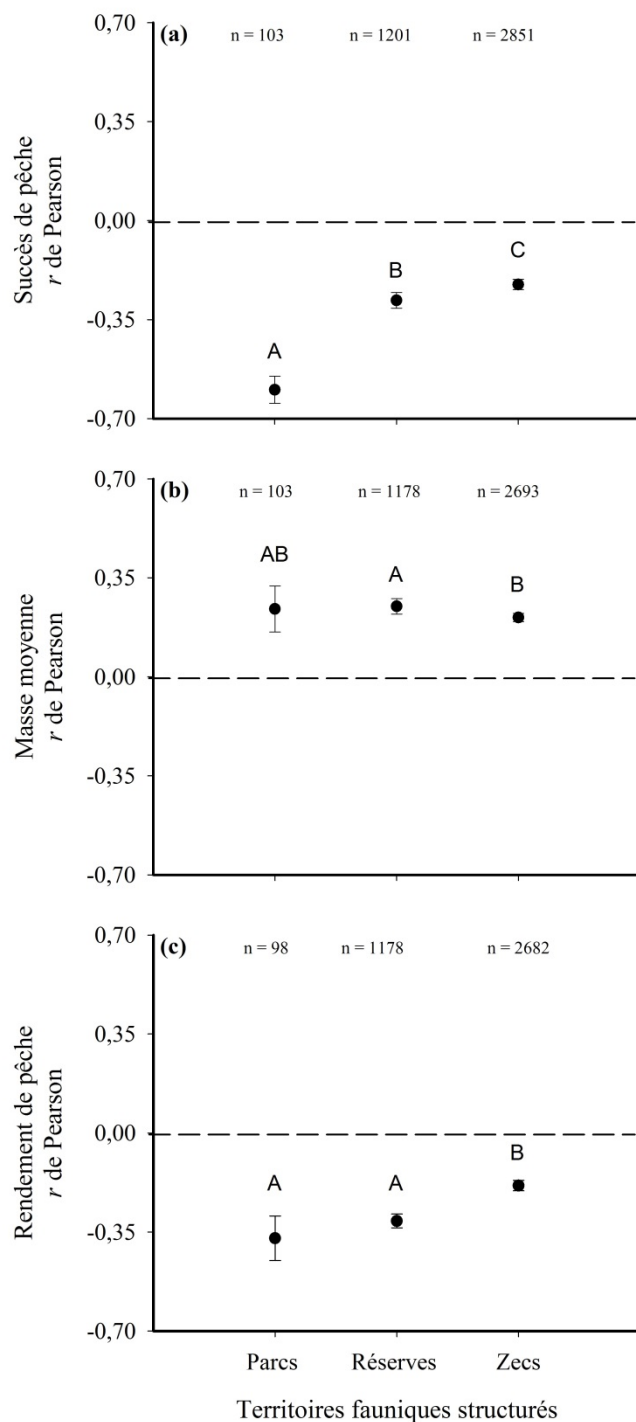 0,70 (a) n = 103 n = 1201 n = 2851
0,35
0,00
-0,35
-0,70
Succès de pêche
r de Pearson
A
B
C
0,70 (b) n = 103 n = 1178 n = 2693
0,35
0,00
-0,35
-0,70
Masse moyenne
r de Pearson
AB
A
B
0,70 (c) n = 98 n = 1178 n = 2682
0,35
0,00
-0,35
-0,70
Rendement de pêche
r de Pearson
A
A
B
Parcs Réserves Zecs
Territoires fauniques structurés